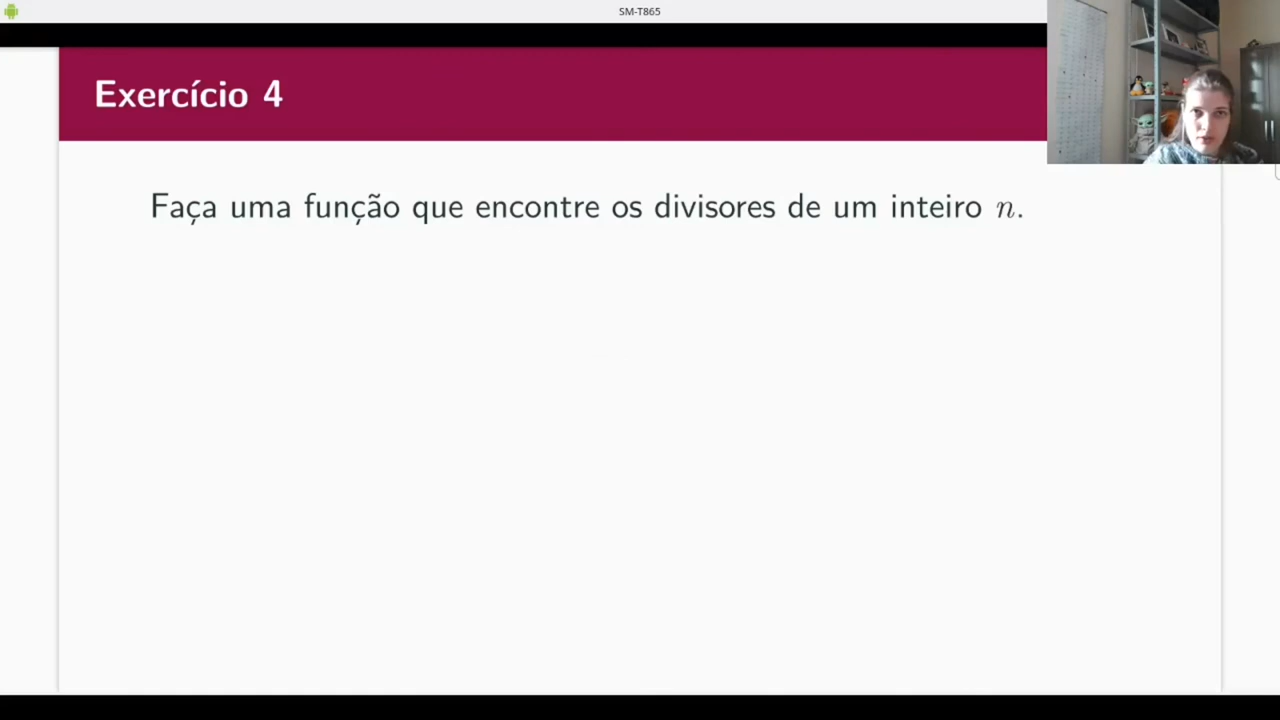 SM-T865
Exercício 4
Faça uma função que encontre os divisores de um inteiro n.